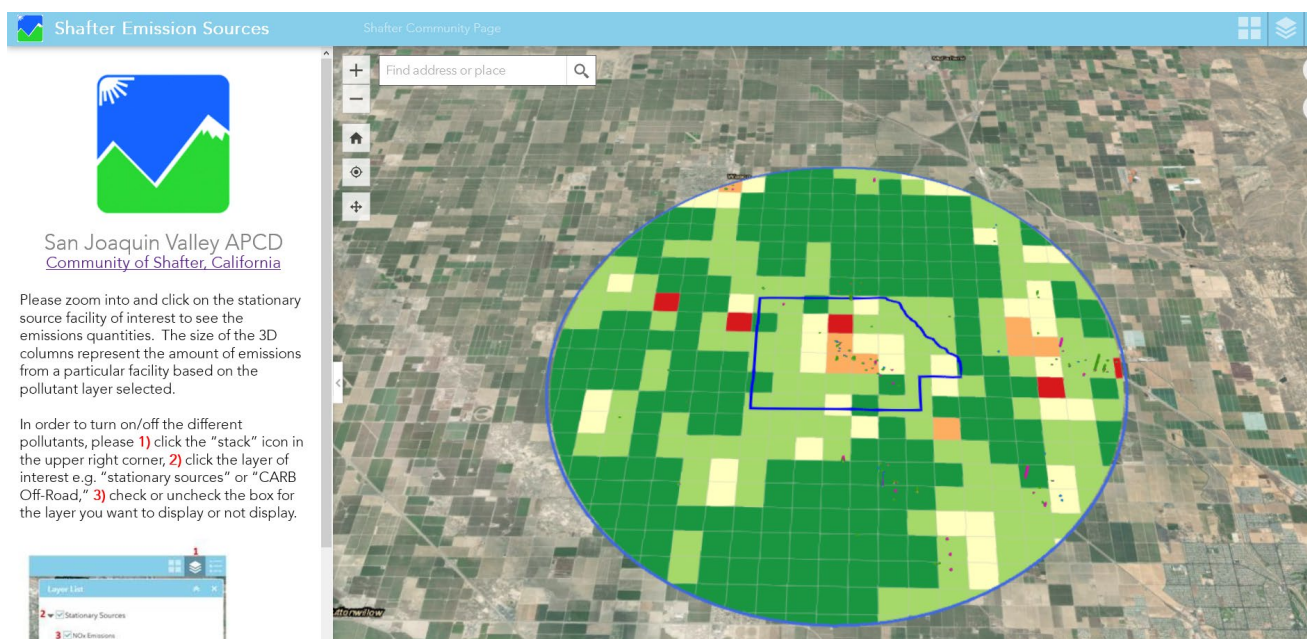 Shafter Emission Sources
Shafter Community Page
Find address or place
San Joaquin Valley APCD
Community of Shafter, California
Please zoom into and click on the stationary
source facility of interest to see the
emissions quantities. The size of the 3D
columns represent the amount of emissions
from a particular facility based on the
pollutant layer selected.
In order to turn on/off the different
pollutants, please 1) click the “stack” icon in
the upper right corner, 2) click the layer of
interest e.g. “stationary sources” or “CARB
Off-Road,” 3) check or uncheck the box for
the layer you want to display or not display.
1
Layer List
2 Stationary Sources
3 NOx Emissions